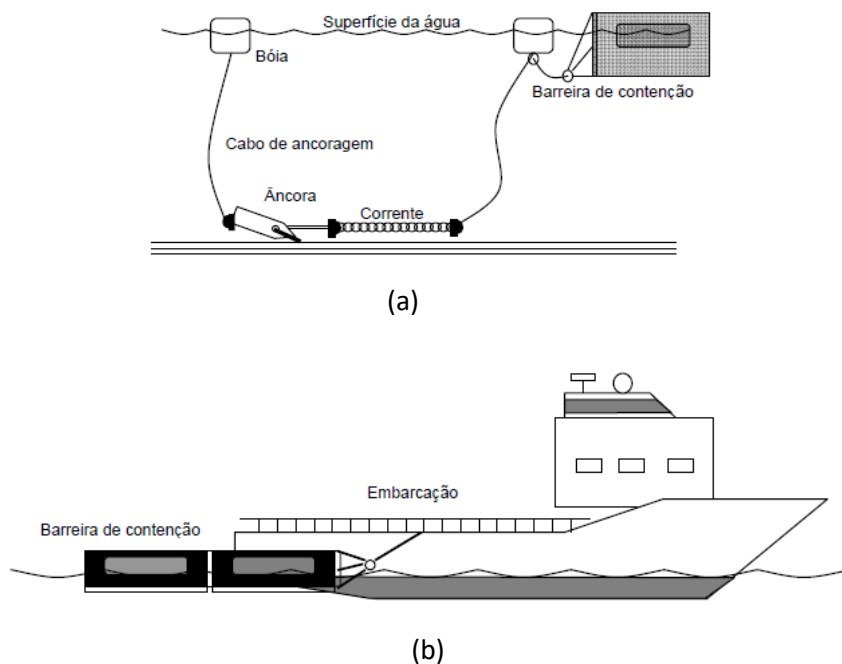 Superfície da água
Bóia
Barreira de contenção
Cabo de ancoragem
Âncora
Corrente
(a)
Embarcação
Barreira de contenção
(b)